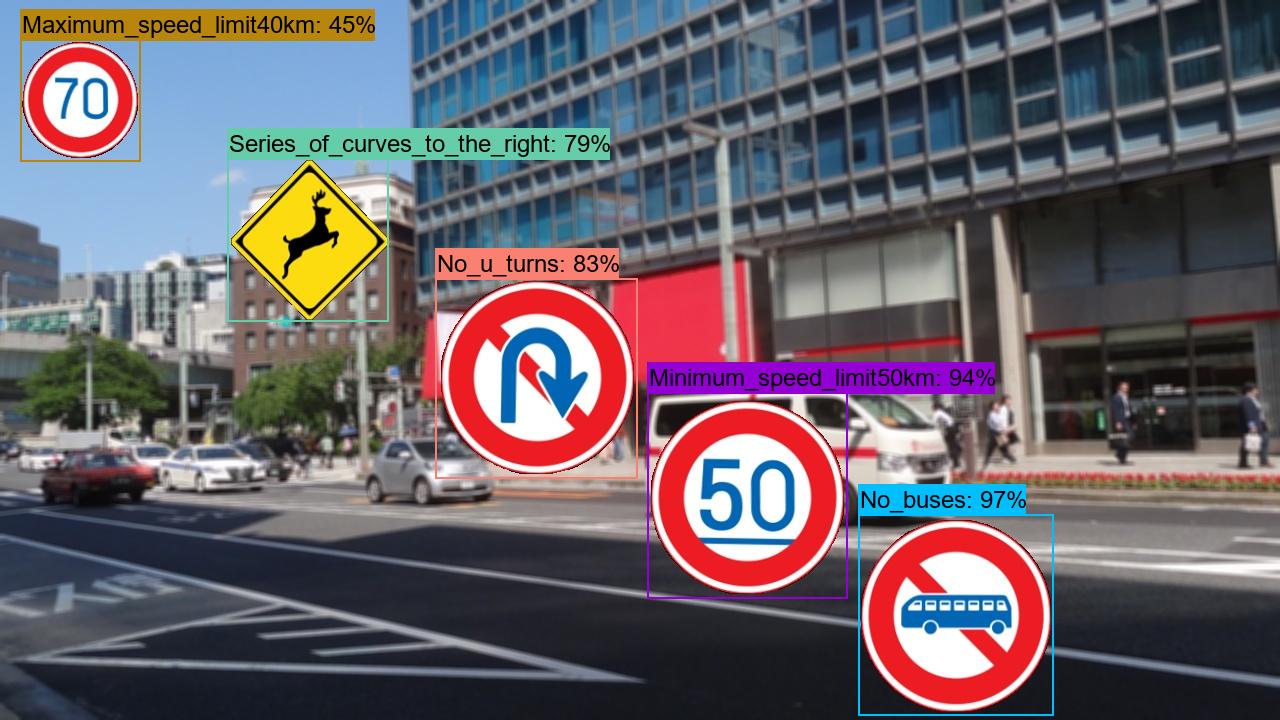 Maximum_speed_limit40km: 45%
70
Series_of_curves_to_the_right: 79%
No_u_turns: 83%
Minimum_speed_limit50km: 94%
50
No_buses: 97%